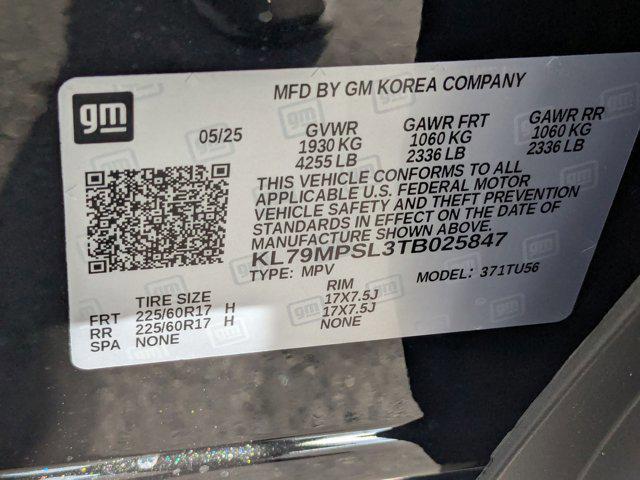 MFD BY GM KOREA COMPANY
gm
05/25
GVWR
1930 KG
4255 LB
GAWR FRT
1060 KG
2336 LB
GAWR RR
1060 KG
2336 LB
THIS VEHICLE CONFORMS TO ALL
APPLICABLE U.S. FEDERAL MOTOR
VEHICLE SAFETY AND THEFT PREVENTION
STANDARDS IN EFFECT ON THE DATE OF
MANUFACTURE SHOWN ABOVE.
KL79MPSL3TB025847
TYPE: MPV
MODEL: 371TU56
TIRE SIZE
RIM
FRT 225/60R17 H 17X7.5J
RR 225/60R17 H 17X7.5J
SPA NONE NONE